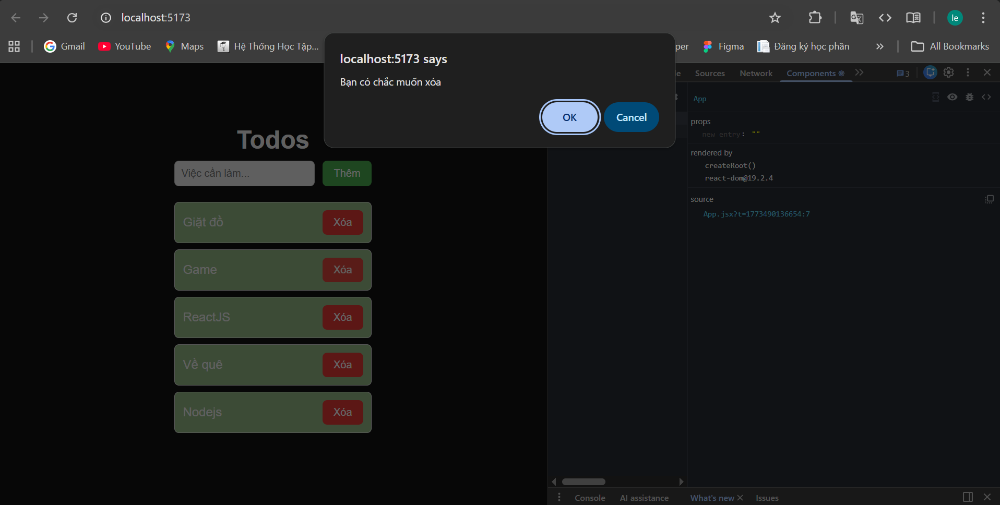 localhost:5173
le
Gmail
YouTube
Maps
Hệ Thống Học Tập...
per
Figma
Đăng ký học phần
All Bookmarks
localhost:5173 says
Bạn có chắc muốn xóa
OK
Cancel
e
Sources
Network
Components
3
App
props
new entry: ""
rendered by
createRoot()
react-dom@19.2.4
source
App.jsx?t=1773490136654:7
Todos
Việc cần làm...
Thêm
Giặt đồ
Xóa
Game
Xóa
ReactJS
Xóa
Về quê
Xóa
Nodejs
Xóa
Console
AI assistance
What's new
Issues